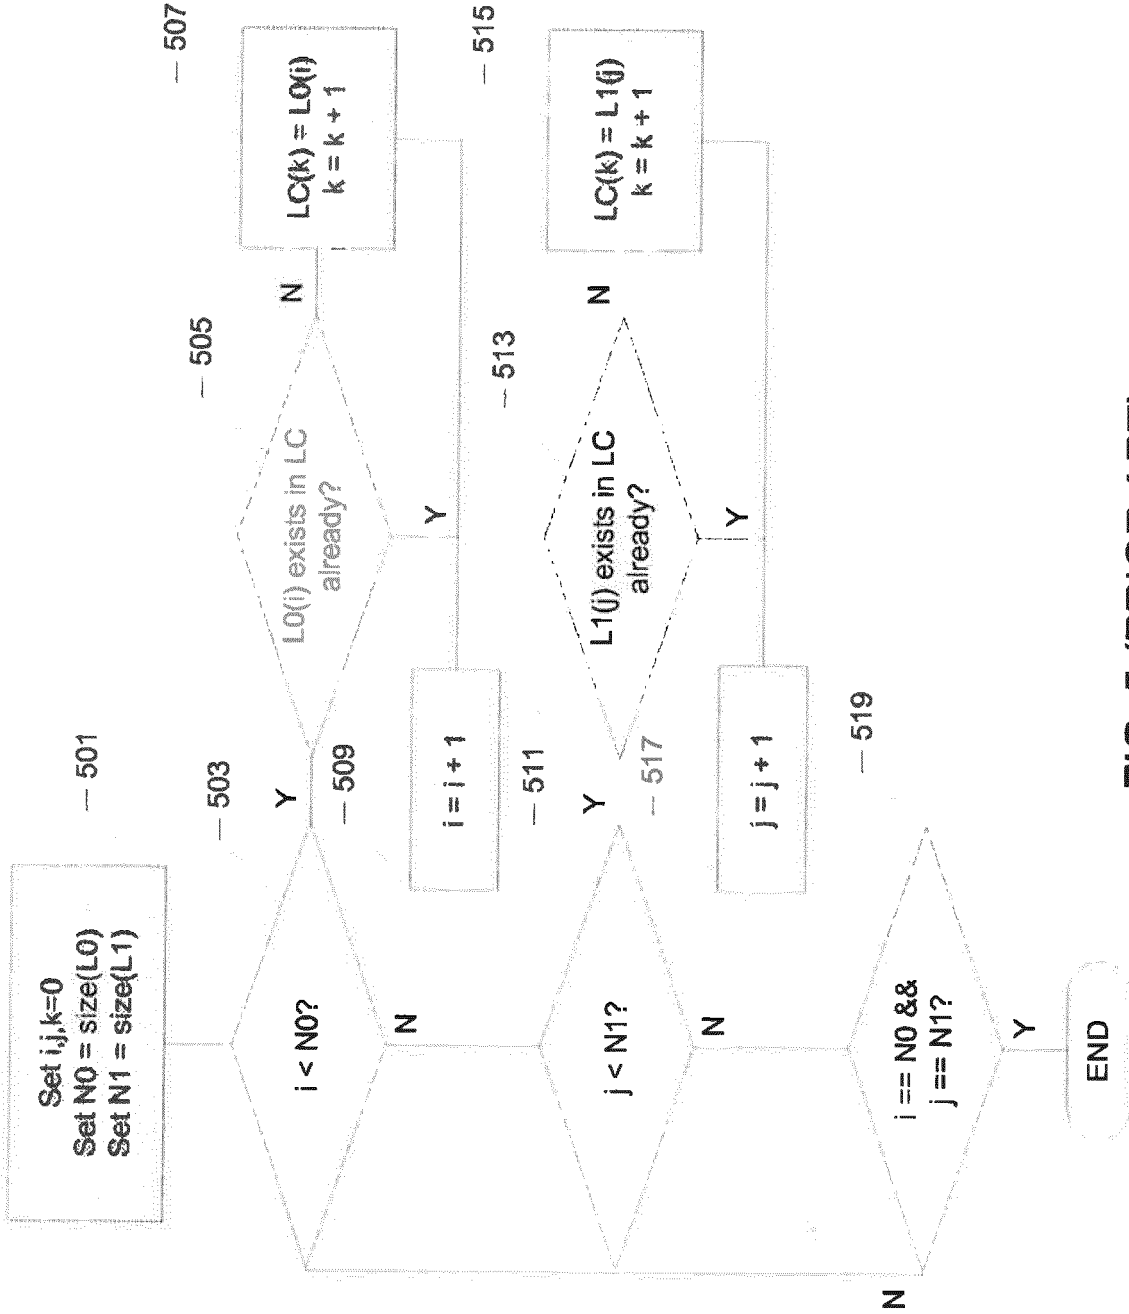 Set i,j,k=0
Set N0 = size(L0)
Set N1 = size(L1)
— 501
i < N0?
— 503
Y
N
L0(i) exists in LC
already?
— 505
N
Y
LC(k) = L0(i)
k = k + 1
— 507
i = i + 1
— 509
j < N1?
— 511
Y
N
L1(j) exists in LC
already?
— 513
N
Y
LC(k) = L1(j)
k = k + 1
— 515
j = j + 1
— 517
i == N0 &&
j == N1?
— 519
N
Y
END